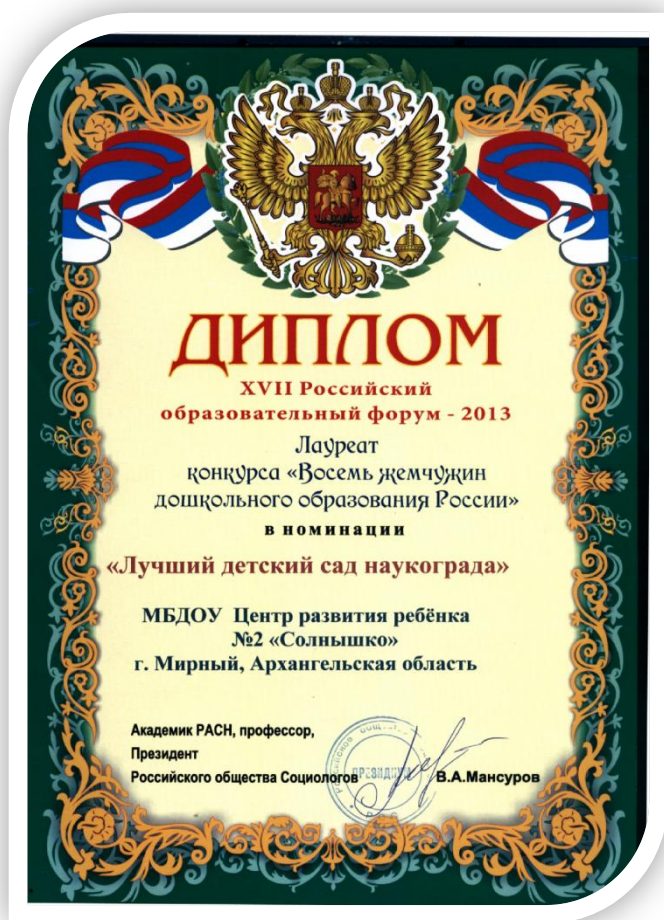 ДИПЛОМ
XVII Российский
образовательный форум - 2013
Лауреат
конкурса «Восемь жемчужин
дошкольного образования России»
в номинации
«Лучший детский сад наукограда»
МБДОУ Центр развития ребёнка
№2 «Солнышко»
г. Мирный, Архангельская область
Академик РАСН, профессор,
Президент
Российского общества Социологов В.А.Мансуров